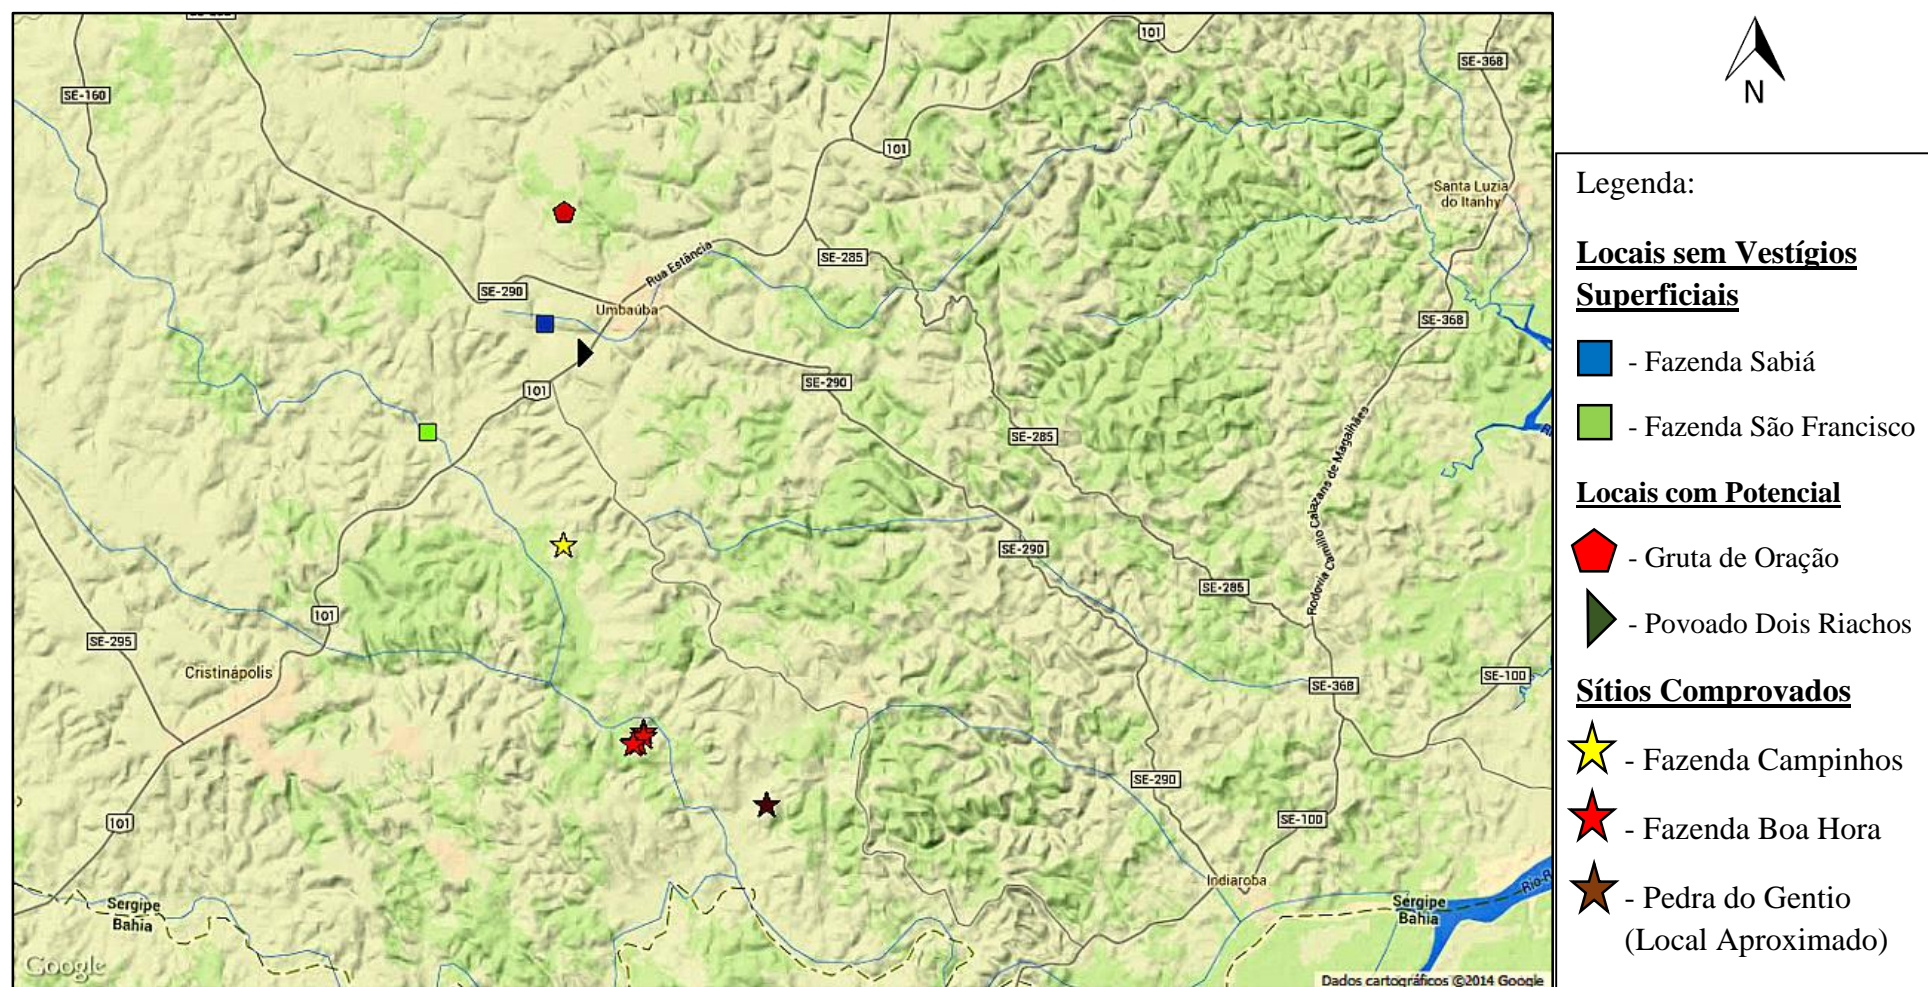 SE-160
101
SE-368
101
Santa Luzia
do Itanhy
Rua Estância
SE-285
SE-290
Umbaúba
SE-368
101
SE-290
Rodovia Camilo Calazans de Magalhães
SE-285
SE-290
SE-285
101
SE-295
Cristinápolis
SE-100
SE-368
SE-290
101
SE-100
Indiaroba
Sergipe
Bahia
Sergipe
Bahia
Google
Dados cartográficos ©2014 Google
N
Legenda:
Locais sem Vestígios
Superficiais
- Fazenda Sabiá
- Fazenda São Francisco
Locais com Potencial
- Gruta de Oração
- Povoado Dois Riachos
Sítios Comprovados
- Fazenda Campinhos
- Fazenda Boa Hora
- Pedra do Gentio
(Local Aproximado)